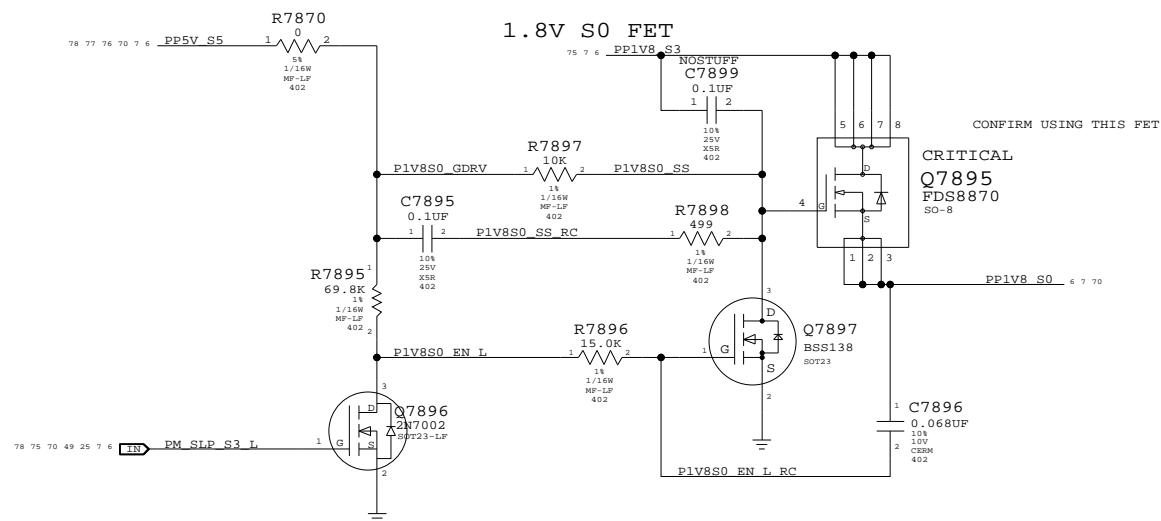 1.8V S0 FET
R7870
0
78 77 76 70 7 6 PP5V_S5 1 2
5%
1/16W
MF-LF
402
75 7 6 PP1V8_S3
NOSTUFF
C7899
0.1UF
1 2
10%
25V
X5R
402
5 6 7 8
CONFIRM USING THIS FET
CRITICAL
Q7895
FDS8870
SO-8
D
4 G
S
1 2 3
R7897
10K
P1V8S0_GDRV 1 2 P1V8S0_SS
1%
1/16W
MF-LF
402
C7895
0.1UF
1 2 P1V8S0_SS_RC
10%
25V
X5R
402
R7898
499
1 2
1%
1/16W
MF-LF
402
PP1V8_S0 6 7 70
R7895
69.8K
1%
1/16W
MF-LF
402
1
2
R7896
15.0K
P1V8S0_EN_L 1 2
1%
1/16W
MF-LF
402
3
D
Q7897
BSS138
SOT23
1 G
S
2
3
D
Q7896
2N7002
SOT23-LF
78 75 70 49 25 7 6 IN PM_SLP_S3_L 1 G
S
2
1
C7896
0.068UF
10%
10V
CERM
402
2
P1V8S0_EN_L_RC